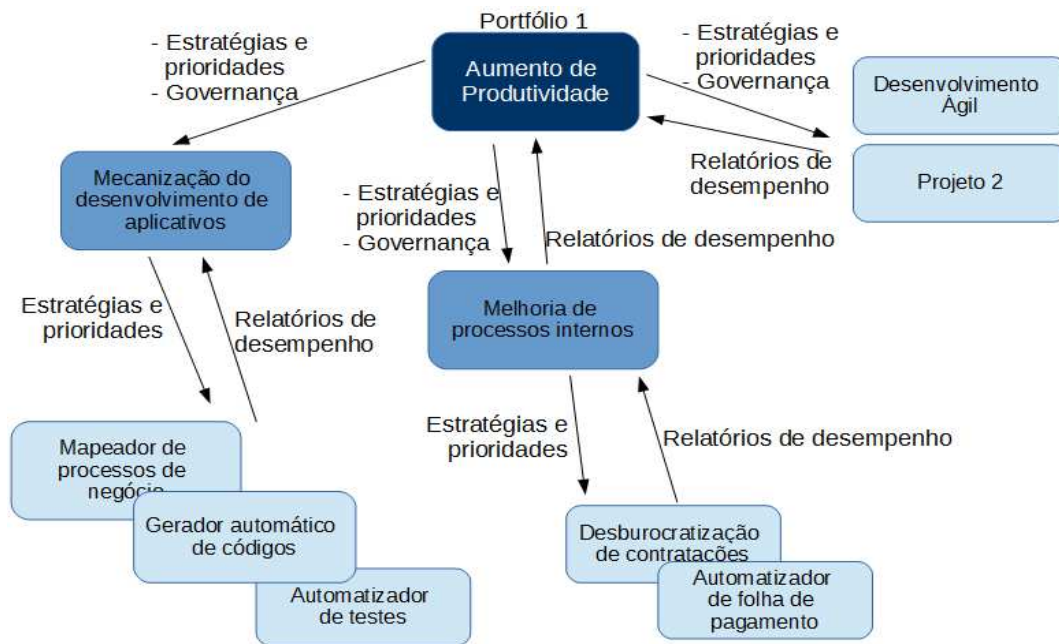 Portfólio 1
Aumento de
Produtividade
- Estratégias e
prioridades
- Governança
- Estratégias e
prioridades
- Governança
Desenvolvimento
Ágil
Relatórios de
desempenho
Projeto 2
Mecanização do
desenvolvimento de
aplicativos
- Estratégias e
prioridades
- Governança
Relatórios de desempenho
Estratégias e
prioridades
Relatórios de
desempenho
Melhoria de
processos internos
Mapeador de
processos de
negócio
Gerador automático
de códigos
Automatizador
de testes
Estratégias e
prioridades
Relatórios de desempenho
Desburocratização
de contratações
Automatizador
de folha de
pagamento